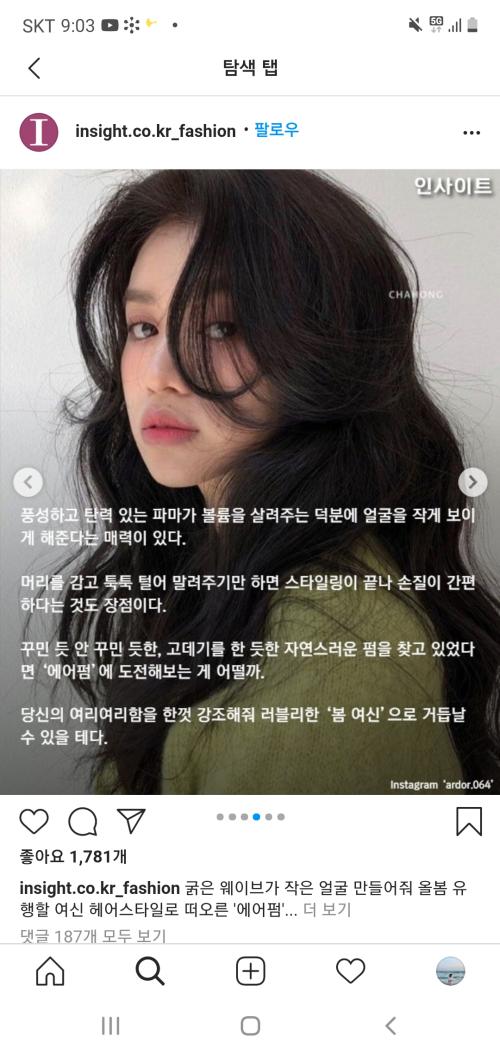 SKT 9:03
5G
탐색 탭
I
insight.co.kr_fashion • 팔로우
인사이트
CHAHONG
풍성하고 탄력 있는 파마가 볼륨을 살려주는 덕분에 얼굴을 작게 보이
게 해준다는 매력이 있다.
머리를 감고 툭툭 털어 말려주기만 하면 스타일링이 끝나 손질이 간편
하다는 것도 장점이다.
꾸민 듯 안 꾸민 듯한, 고데기를 한 듯한 자연스러운 펌을 찾고 있었다
면 '에어펌'에 도전해보는 게 어떨까.
당신의 여리여리함을 한껏 강조해줘 러블리한 '봄 여신'으로 거듭날
수 있을 테다.
Instagram 'ardor.064'
좋아요 1,781개
insight.co.kr_fashion 굵은 웨이브가 작은 얼굴 만들어줘 올봄 유
행할 여신 헤어스타일로 떠오른 '에어펌'... 더 보기
댓글 187개 모두 보기